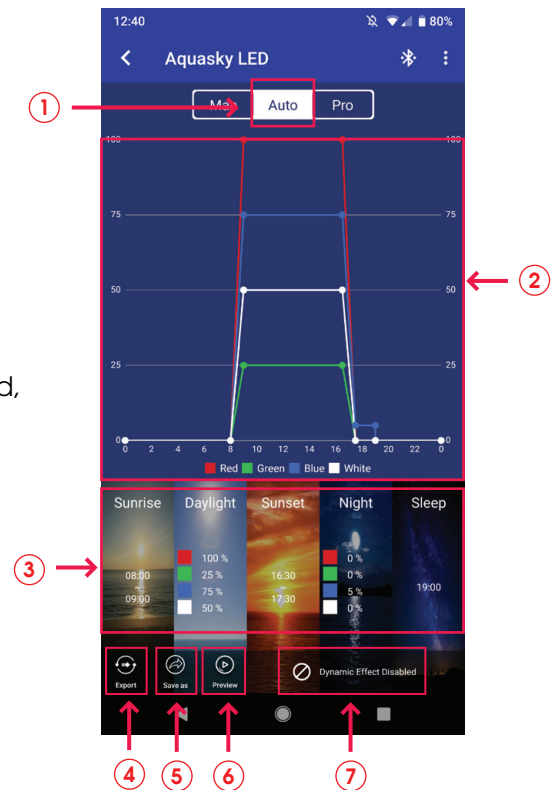 12:40 80%
Aquasky LED
Man Auto Pro
1
100 100
75 75
2
50 50
d,
25 25
0 0
0 2 4 6 8 10 12 14 16 18 20 22 0
Red Green Blue White
Sunrise Daylight Sunset Night Sleep
100 % 0 %
08:00 25 % 16:30 0 %
~ 75 % ~ 5 % 19:00
09:00 50 % 17:30 0 %
3
Export Save as Preview Dynamic Effect Disabled
4 5 6 7